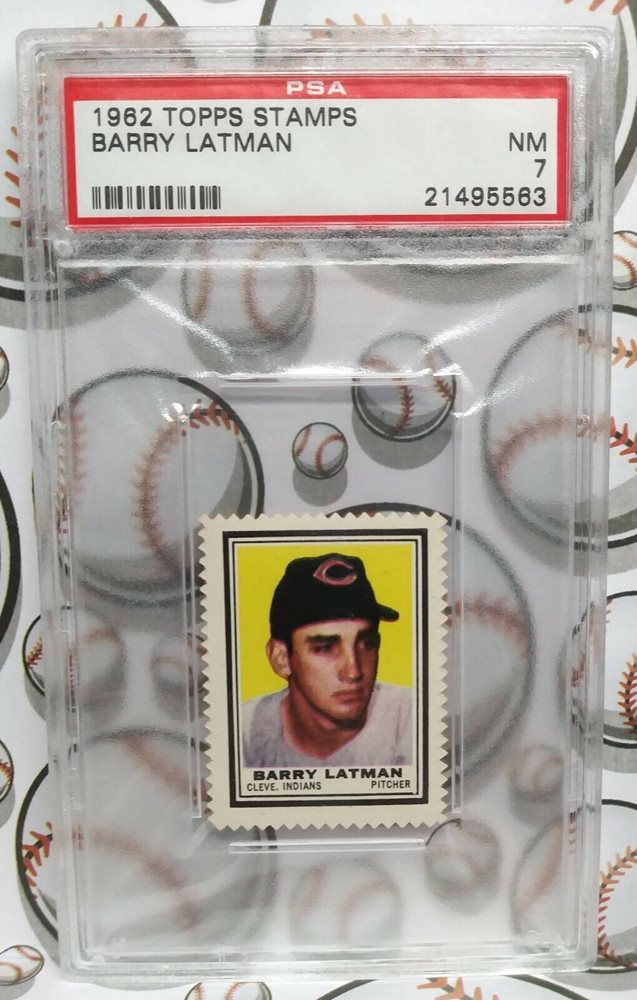 PSA
1962 TOPPS STAMPS
BARRY LATMAN NM
7
21495563
C
BARRY LATMAN
CLEVE. INDIANS PITCHER